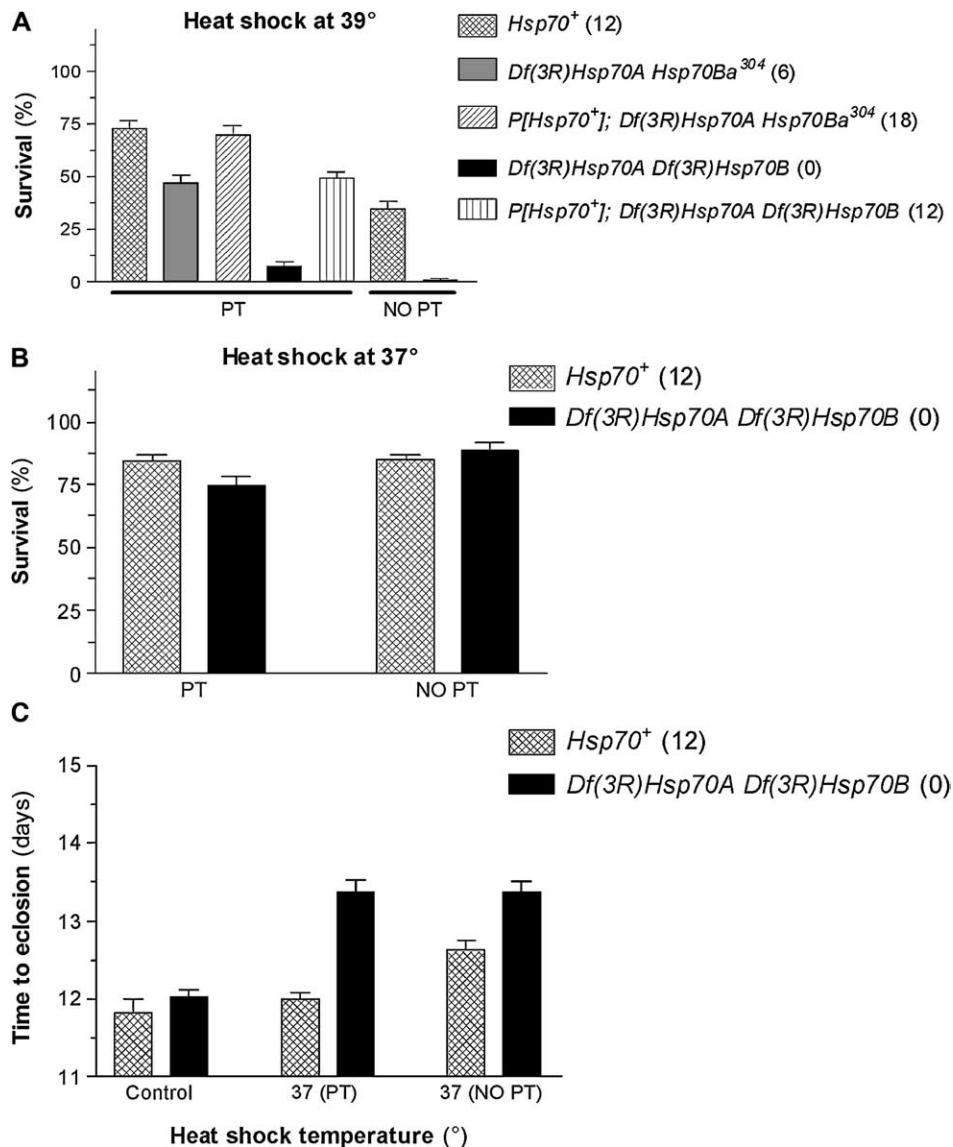 A
Heat shock at 39°
Survival (%)
100
75
50
25
0
PT
NO PT
Hsp70⁺ (12)
Df(3R)Hsp70A Hsp70Ba³⁰⁴ (6)
P[Hsp70⁺]; Df(3R)Hsp70A Hsp70Ba³⁰⁴ (18)
Df(3R)Hsp70A Df(3R)Hsp70B (0)
P[Hsp70⁺]; Df(3R)Hsp70A Df(3R)Hsp70B (12)
B
Heat shock at 37°
Survival (%)
100
75
50
25
0
PT
NO PT
Hsp70⁺ (12)
Df(3R)Hsp70A Df(3R)Hsp70B (0)
C
Time to eclosion (days)
15
14
13
12
11
Control
37 (PT)
37 (NO PT)
Heat shock temperature (°)
Hsp70⁺ (12)
Df(3R)Hsp70A Df(3R)Hsp70B (0)